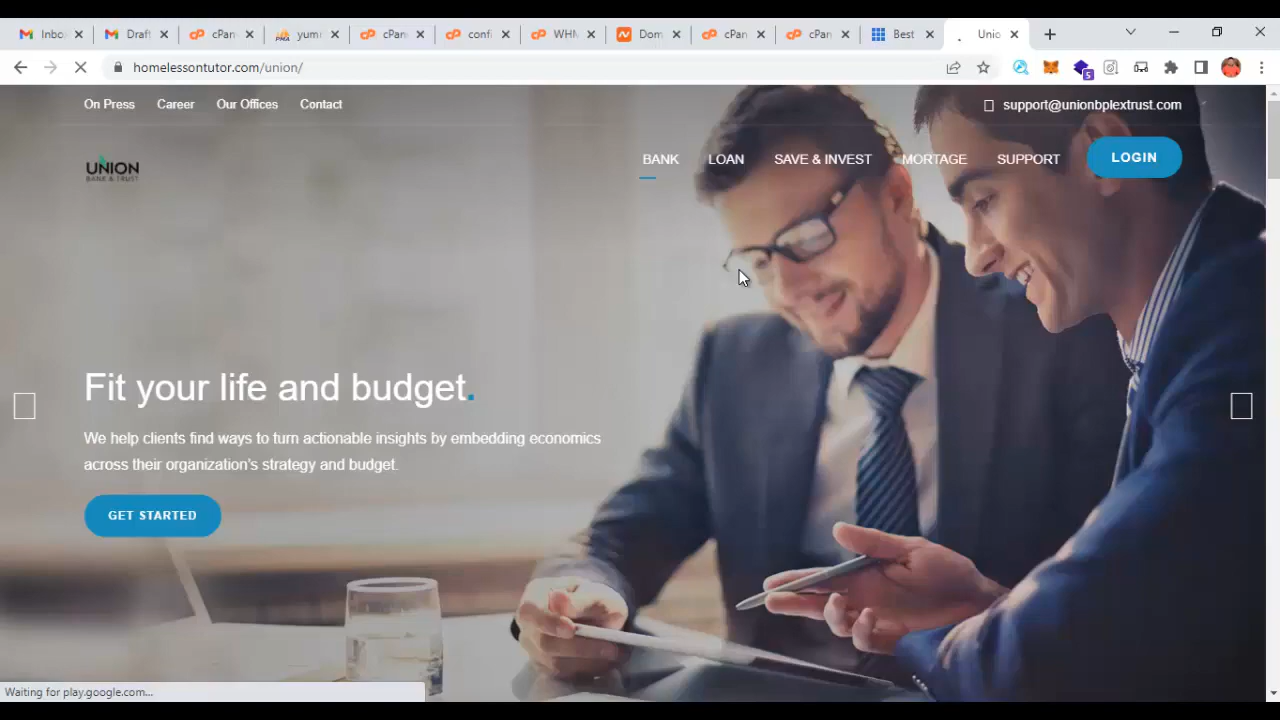 Inbo
Draft
cPan
yum
cPan
confi
WHM
Dom
cPan
cPan
Best
Unio
homelessontutor.com/union/
5
On Press
Career
Our Offices
Contact
support@unionbplextrust.com
UNION
BANK & TRUST
BANK
LOAN
SAVE & INVEST
MORTAGE
SUPPORT
LOGIN
Fit your life and budget.
We help clients find ways to turn actionable insights by embedding economics
across their organization's strategy and budget.
GET STARTED
Waiting for play.google.com...